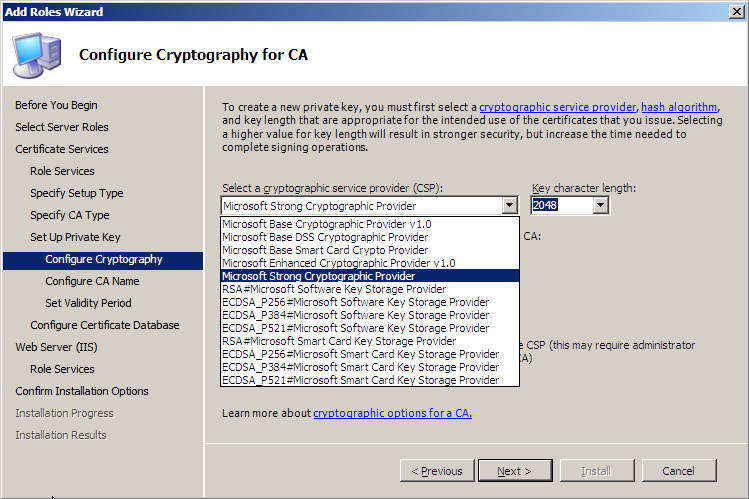 Add Roles Wizard
Configure Cryptography for CA
Before You Begin
Select Server Roles
Certificate Services
Role Services
Specify Setup Type
Specify CA Type
Set Up Private Key
Configure Cryptography
Configure CA Name
Set Validity Period
Configure Certificate Database
Web Server (IIS)
Role Services
Confirm Installation Options
Installation Progress
Installation Results
To create a new private key, you must first select a cryptographic service provider, hash algorithm,
and key length that are appropriate for the intended use of the certificates that you issue. Selecting
a higher value for key length will result in stronger security, but increase the time needed to
complete signing operations.
Select a cryptographic service provider (CSP):
Key character length:
Microsoft Strong Cryptographic Provider
2048
Microsoft Base Cryptographic Provider v1.0
Microsoft Base DSS Cryptographic Provider
Microsoft Base Smart Card Crypto Provider
Microsoft Enhanced Cryptographic Provider v1.0
Microsoft Strong Cryptographic Provider
RSA#Microsoft Software Key Storage Provider
ECDSA_P256#Microsoft Software Key Storage Provider
ECDSA_P384#Microsoft Software Key Storage Provider
ECDSA_P521#Microsoft Software Key Storage Provider
RSA#Microsoft Smart Card Key Storage Provider
ECDSA_P256#Microsoft Smart Card Key Storage Provider
ECDSA_P384#Microsoft Smart Card Key Storage Provider
ECDSA_P521#Microsoft Smart Card Key Storage Provider
CA:
CSP (this may require administrator
CA)
Learn more about cryptographic options for a CA.
< Previous
Next >
Install
Cancel